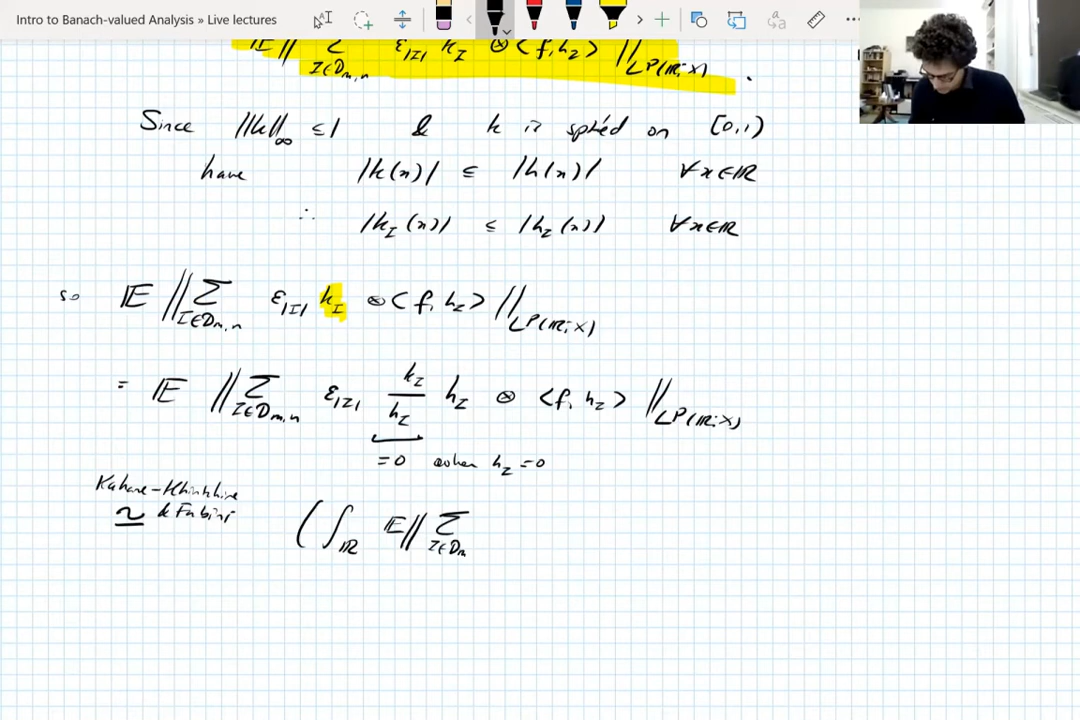 Intro to Banach-valued Analysis » Live lectures
𝔼‖ Σ_{I∈D_{m,n}} ε_{|I|} k_I ⊗ <f, h_I> ‖_{L^p(ℝ;X)} .
Since ‖k‖_∞ ≤ 1 & k is spt'd on [0,1)
have |k(x)| ≤ |h(x)| ∀x∈ℝ
∴ |k_I(x)| ≤ |h_I(x)| ∀x∈ℝ
so 𝔼‖ Σ_{I∈D_{m,n}} ε_{|I|} k_I ⊗ <f, h_I> ‖_{L^p(ℝ;X)}
= 𝔼‖ Σ_{I∈D_{m,n}} ε_{|I|} k_I/h_I h_I ⊗ <f, h_I> ‖_{L^p(ℝ;X)}
=0 when h_I=0
Kahane-Khintchine
≃ & Fubini ( ∫_ℝ 𝔼‖ Σ_{I∈D_m}